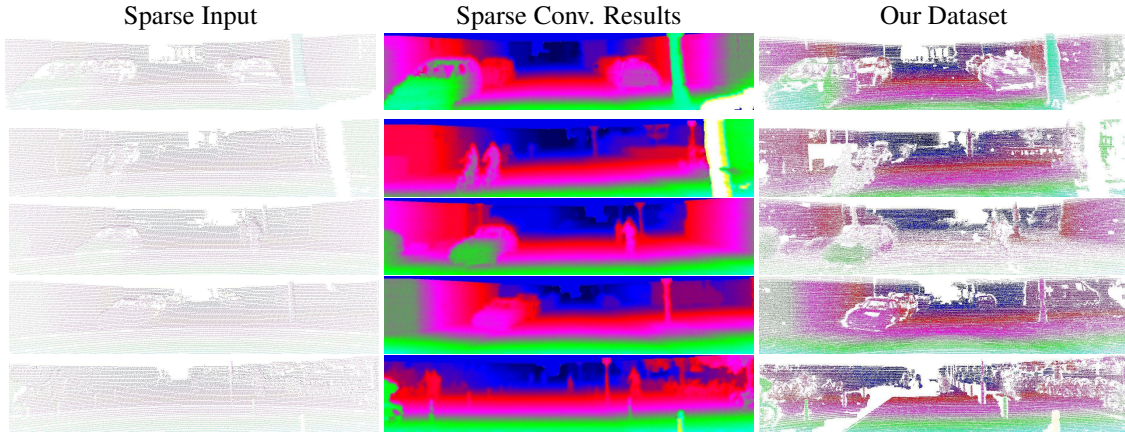 Sparse Input
Sparse Conv. Results
Our Dataset